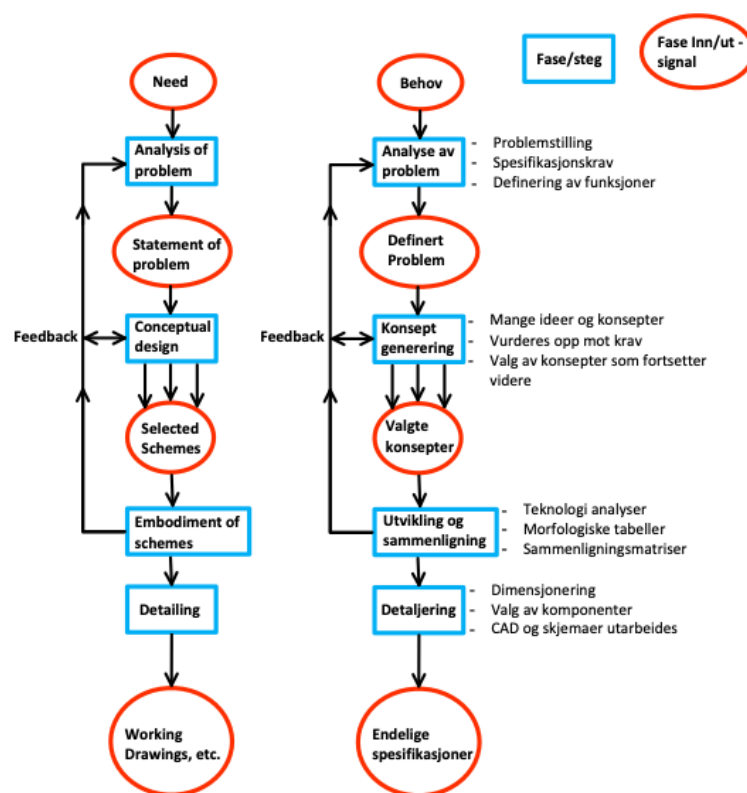 Fase/steg
Fase Inn/ut -
signal
Need
Analysis of
problem
Statement of
problem
Feedback
Conceptual
design
Selected
Schemes
Embodiment of
schemes
Detailing
Working
Drawings, etc.
Behov
Analyse av
problem
- Problemstilling
- Spesifikasjonskrav
- Definering av funksjoner
Definert
Problem
Feedback
Konsept
generering
- Mange ideer og konsepter
- Vurderes opp mot krav
- Valg av konsepter som fortsetter
videre
Valgte
konsepter
Utvikling og
sammenligning
- Teknologi analyser
- Morfologiske tabeller
- Sammenligningsmatriser
Detaljering
- Dimensjonering
- Valg av komponenter
- CAD og skjemaer utarbeides
Endelige
spesifikasjoner